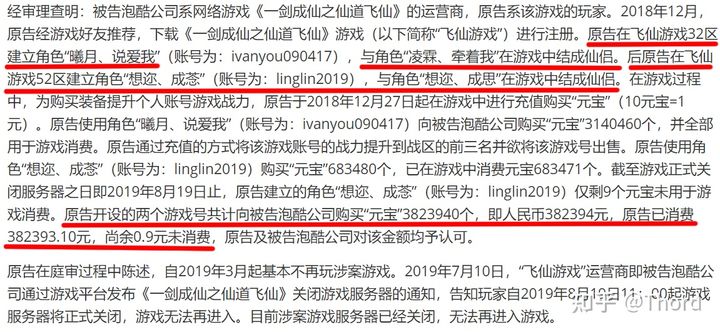 经审理查明：被告泡酷公司系网络游戏《一剑成仙之仙道飞仙》的运营商，原告系该游戏的玩家。2018年12月，
原告经游戏好友推荐，下载《一剑成仙之仙道飞仙》游戏（以下简称“飞仙游戏”）进行注册。原告在飞仙游戏32区
建立角色“曦月、说爱我”（账号为：ivanyou090417），与角色“凌霖、牵着我”在游戏中结成仙侣。后原告在飞仙
游戏52区建立角色“想迩、成莣”（账号为：linglin2019），与角色“想迩、成思”在游戏中结成仙侣。在游戏过程
中，为购买装备提升个人账号游戏战力，原告于2018年12月27日起在游戏中进行充值购买“元宝”（10元宝=1
元）。原告使用角色“曦月、说爱我”（账号为：ivanyou090417）向被告泡酷公司购买“元宝”3140460个，并全部
用于游戏消费。原告通过充值的方式将该游戏账号的战力提升到战区的前三名并欲将该游戏号出售。原告使用角
色“想迩、成莣”（账号为：linglin2019）购买“元宝”683480个，已在游戏中消费元宝683471个。截至游戏正式关
闭服务器之日即2019年8月19日止，原告建立的角色“想迩、成莣”（账号为：linglin2019）仅剩9个元宝未用于游
戏消费。原告开设的两个游戏号共计向被告泡酷公司购买“元宝”3823940个，即人民币382394元，原告已消费
382393.10元，尚余0.9元未消费，原告及被告泡酷公司对该金额均予认可。
原告在庭审过程中陈述，自2019年3月起基本不再玩涉案游戏。2019年7月10日，“飞仙游戏”运营商即被告泡酷
公司通过游戏平台发布《一剑成仙之仙道飞仙》关闭游戏服务器的通知，告知玩家自2019年8月19日11：00起游戏
服务器将正式关闭，游戏无法再进入。目前涉案游戏服务器已经关闭，无法再进入游戏。
知乎 @Thord